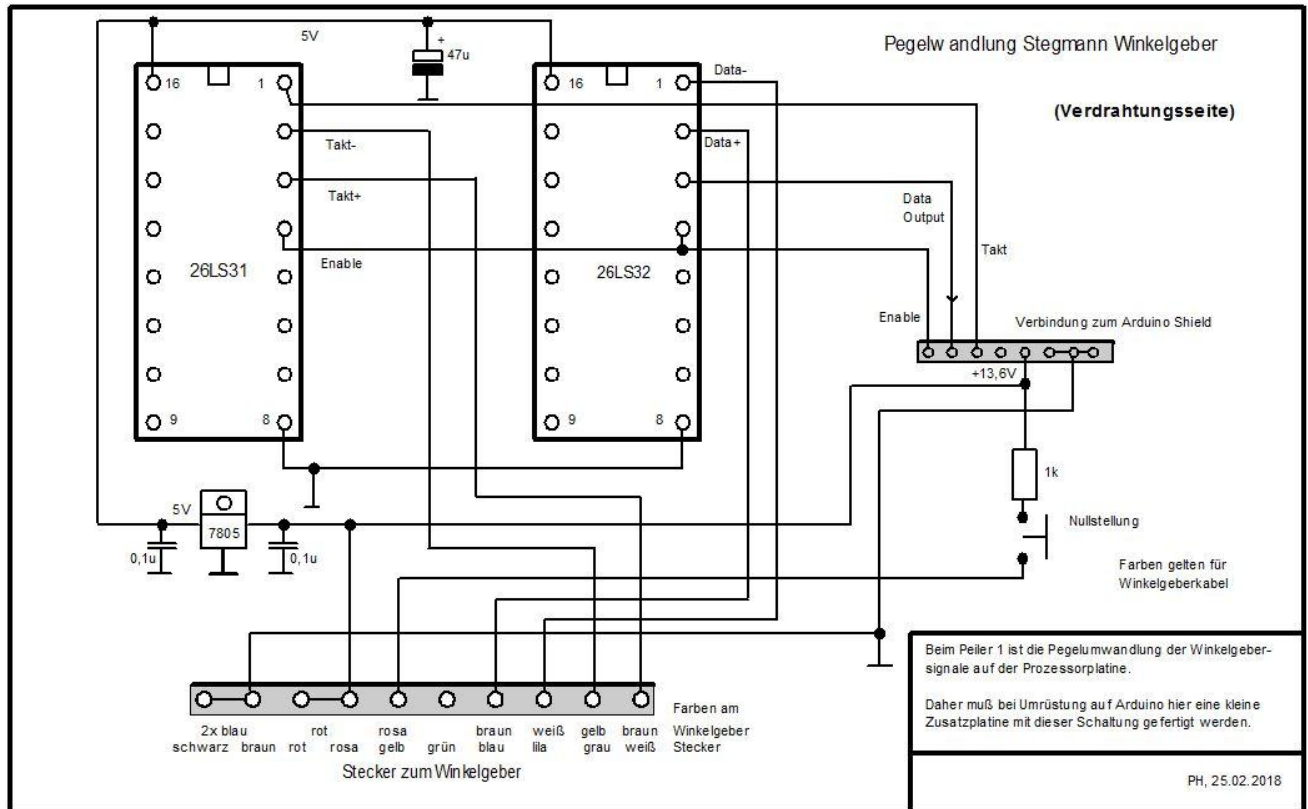 Pegelwandlung Stegmann Winkelgeber
(Verdrahtungsseite)
5V
+
47u
16
1
Takt-
Takt+
Enable
26LS31
9
8
16
1
Data-
Data+
26LS32
9
8
Data
Output
Takt
Enable
Verbindung zum Arduino Shield
+13,6V
1k
Nullstellung
Farben gelten für
Winkelgeberkabel
5V
7805
0,1u
0,1u
2x blau rot rosa braun weiß gelb braun
schwarz braun rot rosa gelb grün blau lila grau weiß
Farben am
Winkelgeber
Stecker
Stecker zum Winkelgeber
Beim Peiler 1 ist die Pegelumwandlung der Winkelgeber-
signale auf der Prozessorplatine.
Daher muß bei Umrüstung auf Arduino hier eine kleine
Zusatzplatine mit dieser Schaltung gefertigt werden.
PH, 25.02.2018